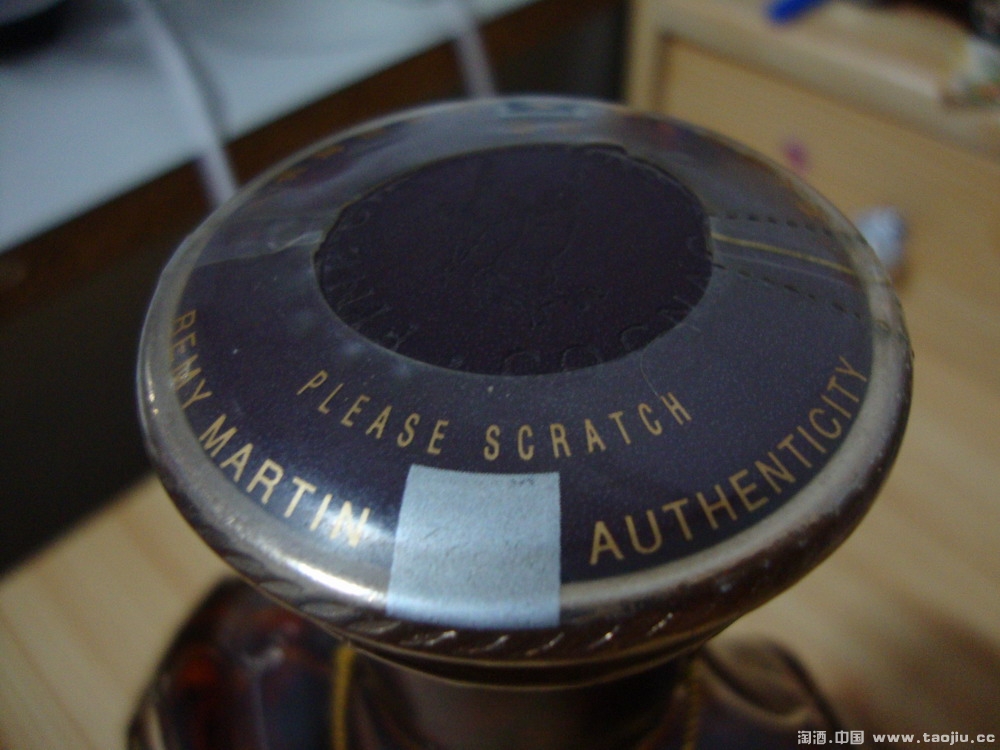 PLEASE SCRATCH
REMY MARTIN AUTHENTICITY
淘酒.中国 www.taojiu.cc